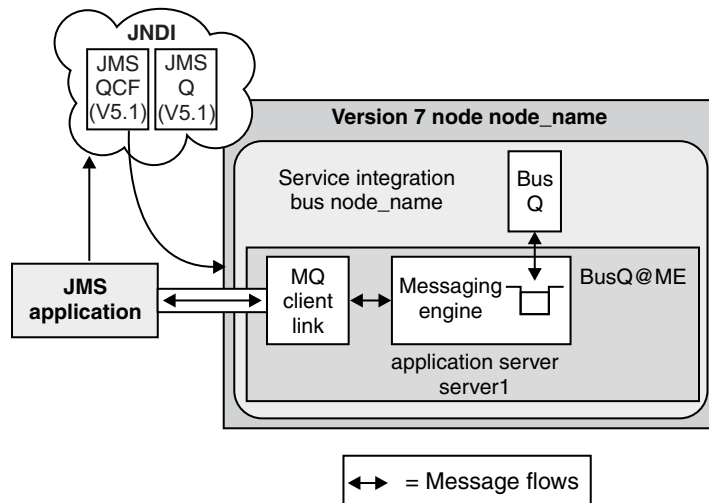 JNDI
JMS
QCF
(V5.1)
JMS
Q
(V5.1)
Version 7 node node_name
Service integration
bus node_name
Bus
Q
JMS
application
MQ
client
link
Messaging
engine
BusQ@ME
application server
server1
= Message flows